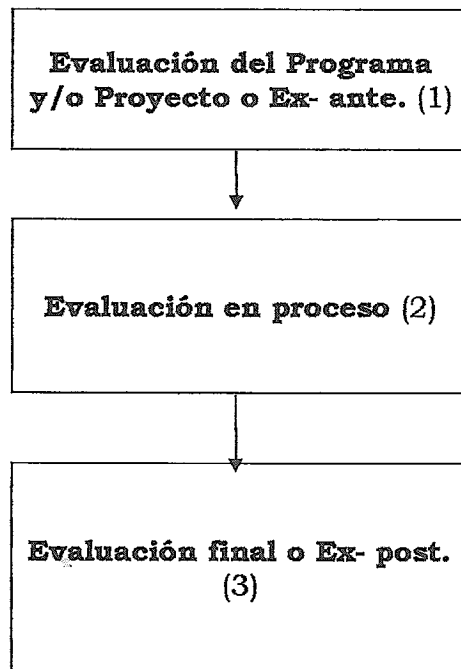 Evaluación del Programa
y/o Proyecto o Ex- ante. (1)
Evaluación en proceso (2)
Evaluación final o Ex- post.
(3)